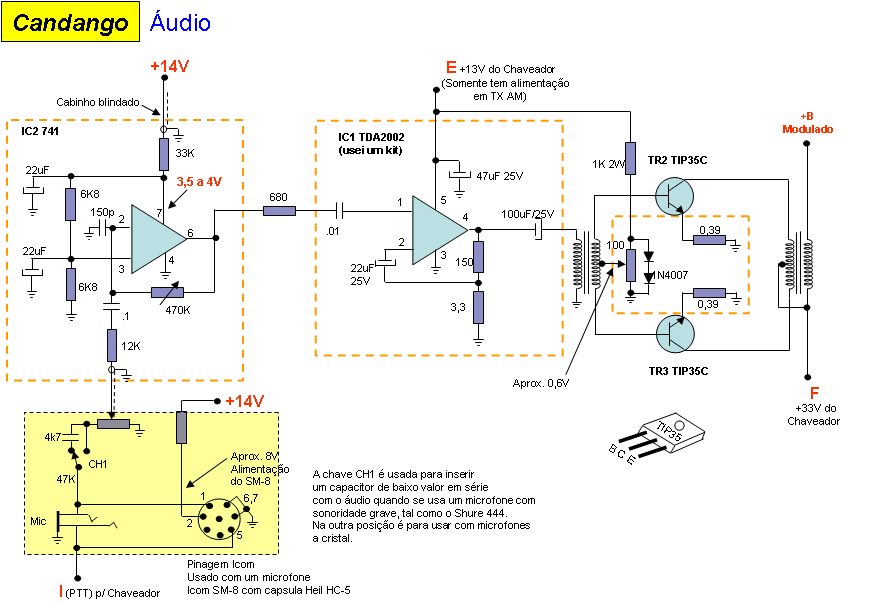 Candango Áudio
+14V
Cabinho blindado
E +13V do Chaveador
(Somente tem alimentação
em TX AM)
+B
Modulado
IC2 741
IC1 TDA2002
(usei um kit)
33K
3,5 a 4V
22uF
6K8
150p
2
7
6
3
4
22uF
6K8
470K
.1
12K
680
.01
1
5
47uF 25V
4
2
3
22uF
25V
150
3,3
100uF/25V
1K 2W
TR2 TIP35C
0,39
100
1N4007
0,39
TR3 TIP35C
Aprox. 0,6V
F
+33V do
Chaveador
TIP35
B C E
+14V
4k7
CH1
47K
Aprox. 8V
Alimentação
do SM-8
1
6,7
2
5
Mic
I (PTT) p/ Chaveador
Pinagem Icom
Usado com um microfone
Icom SM-8 com capsula Heil HC-5
A chave CH1 é usada para inserir
um capacitor de baixo valor em série
com o áudio quando se usa um microfone com
sonoridade grave, tal como o Shure 444.
Na outra posição é para usar com microfones
a cristal.